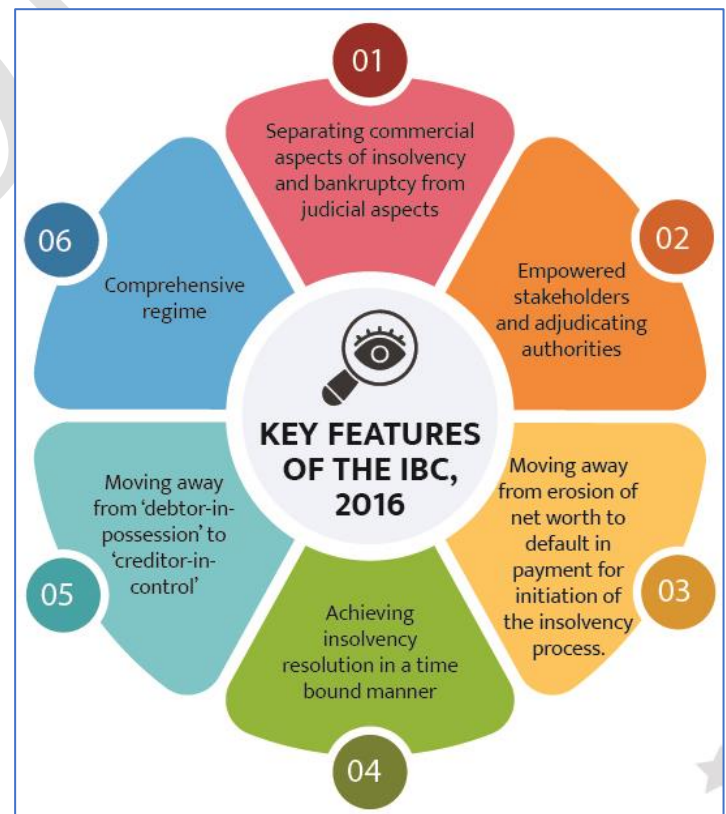 01
Separating commercial
aspects of insolvency
and bankruptcy from
judicial aspects
02
Empowered
stakeholders
and adjudicating
authorities
03
Moving away
from erosion of
net worth to
default in
payment for
initiation of
the insolvency
process.
04
Achieving
insolvency
resolution in a time
bound manner
05
Moving away
from ‘debtor-in-
possession’ to
‘creditor-in-
control’
06
Comprehensive
regime
KEY FEATURES
OF THE IBC,
2016